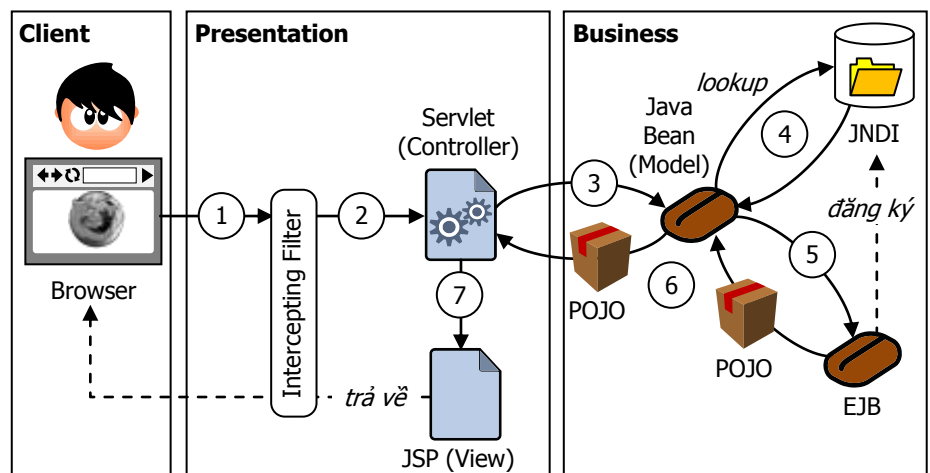 Client
Presentation
Business
lookup
Java
Bean
(Model)
JNDI
Servlet
(Controller)
1
2
3
4
5
6
7
đăng ký
Browser
Intercepting Filter
POJO
POJO
EJB
trả về
JSP (View)